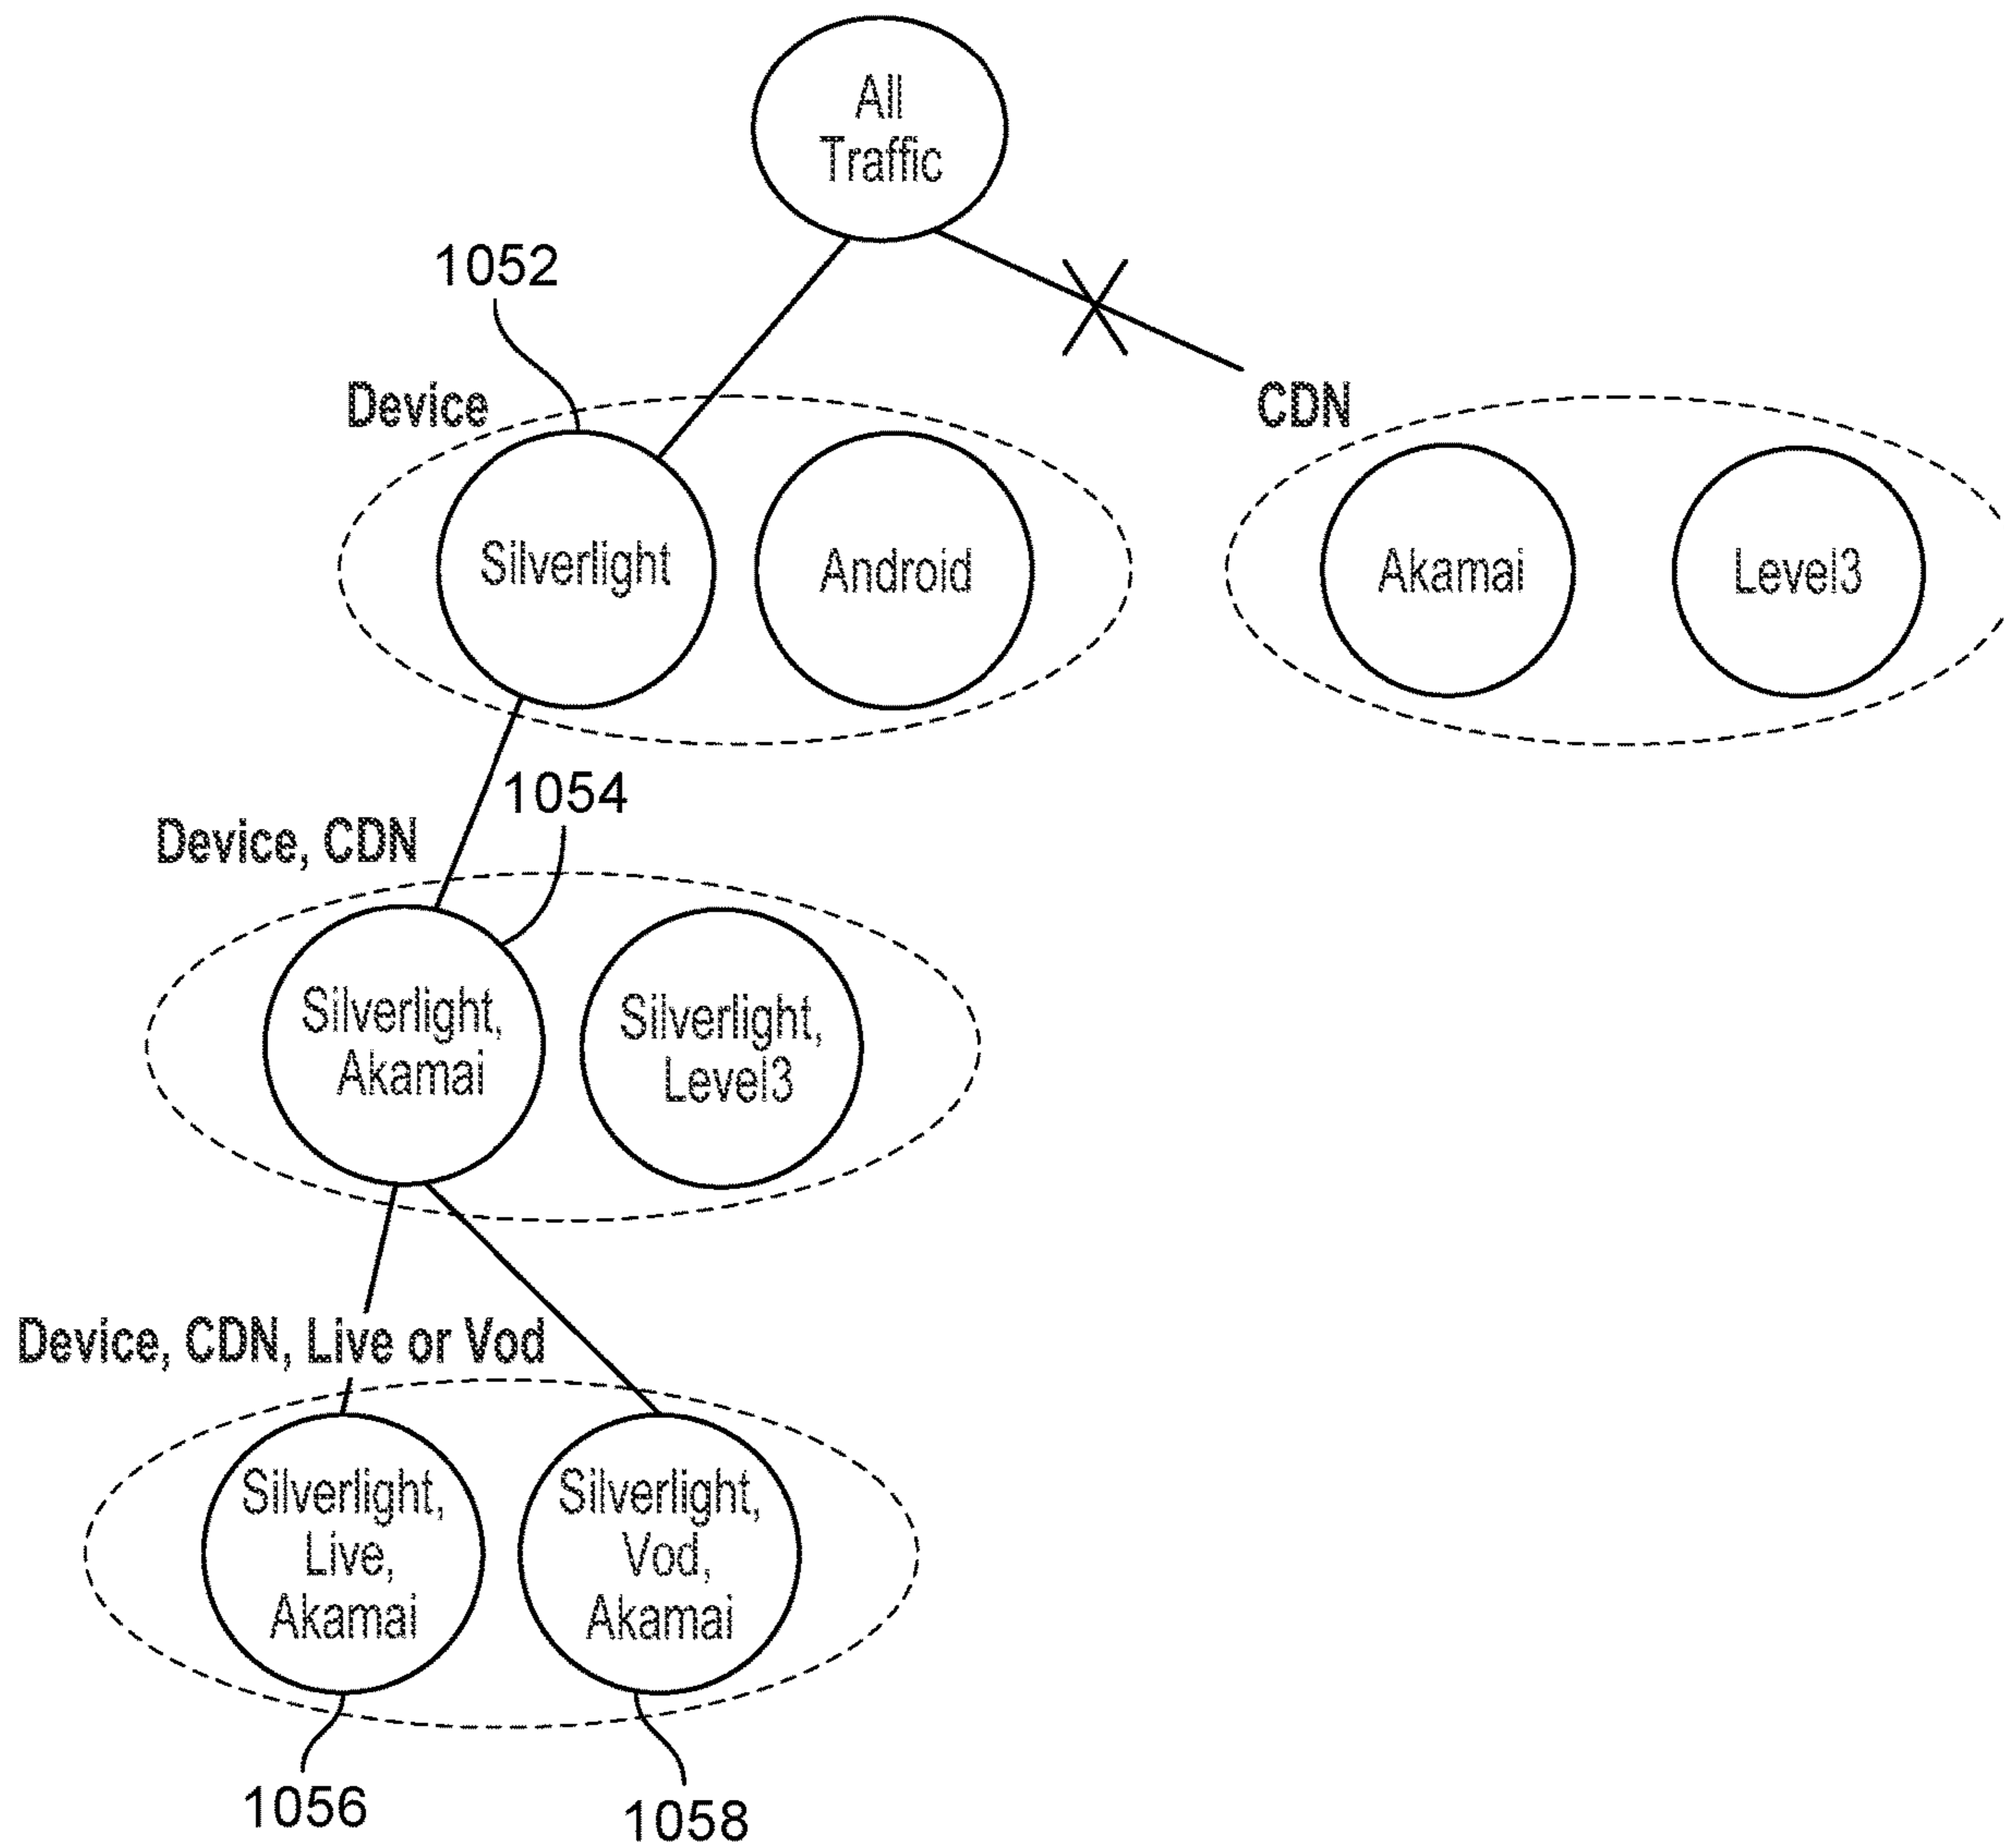 All
Traffic
1052
Device
CDN
Silverlight
Android
Akamai
Level3
1054
Device, CDN
Silverlight,
Akamai
Silverlight,
Level3
Device, CDN, Live or Vod
Silverlight,
Live,
Akamai
Silverlight,
Vod,
Akamai
1056
1058